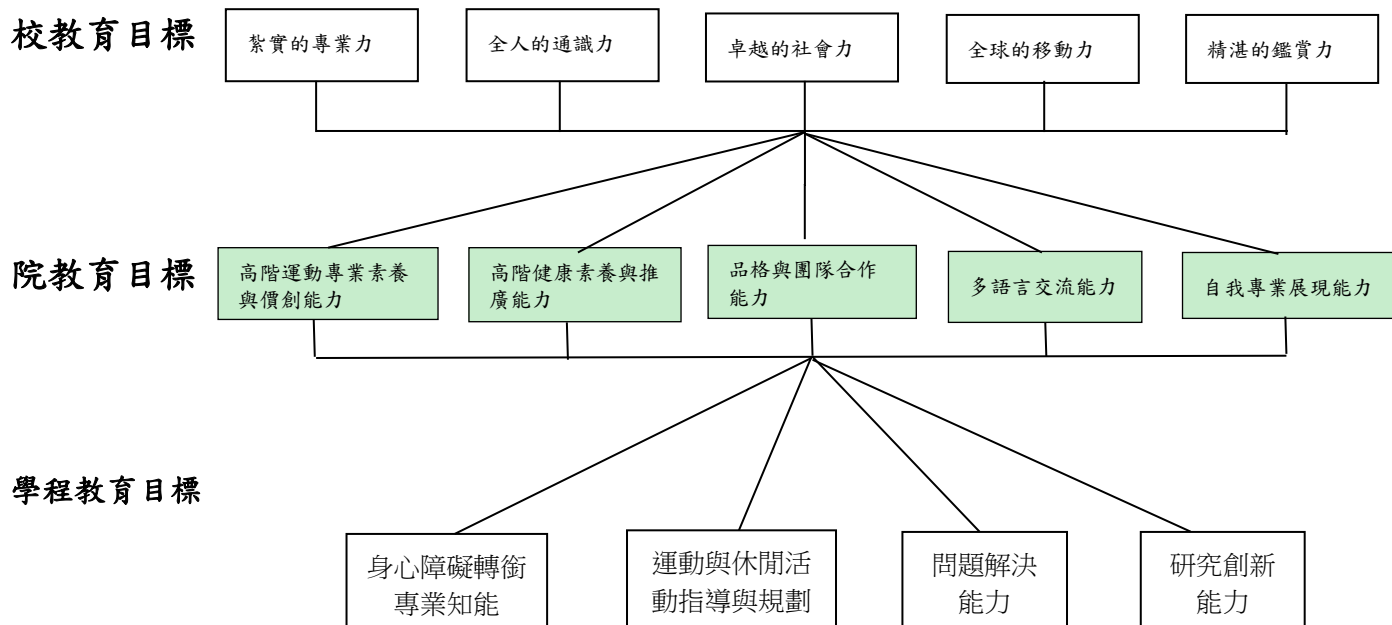 校教育目標
紮實的專業力
全人的通識力
卓越的社會力
全球的移動力
精湛的鑑賞力
院教育目標
高階運動專業素養
與價創能力
高階健康素養與推
廣能力
品格與團隊合作
能力
多語言交流能力
自我專業展現能力
學程教育目標
身心障礙轉銜
專業知能
運動與休閒活
動指導與規劃
問題解決
能力
研究創新
能力